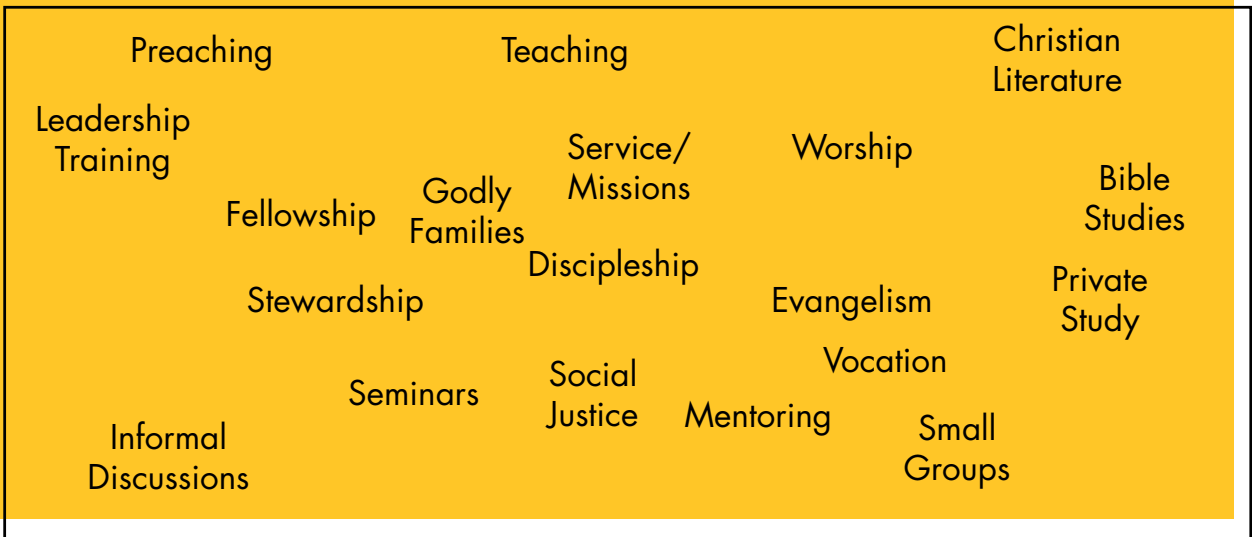 Preaching
Teaching
Christian
Literature
Leadership
Training
Service/
Missions
Worship
Bible
Studies
Fellowship
Godly
Families
Discipleship
Stewardship
Evangelism
Private
Study
Seminars
Social
Justice
Vocation
Mentoring
Small
Groups
Informal
Discussions